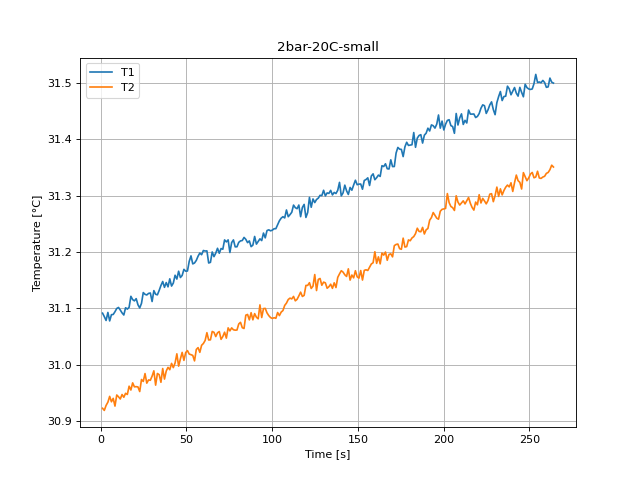 2bar-20C-small
T1
T2
Temperature [°C]
31.5
31.4
31.3
31.2
31.1
31.0
30.9
0 50 100 150 200 250
Time [s]